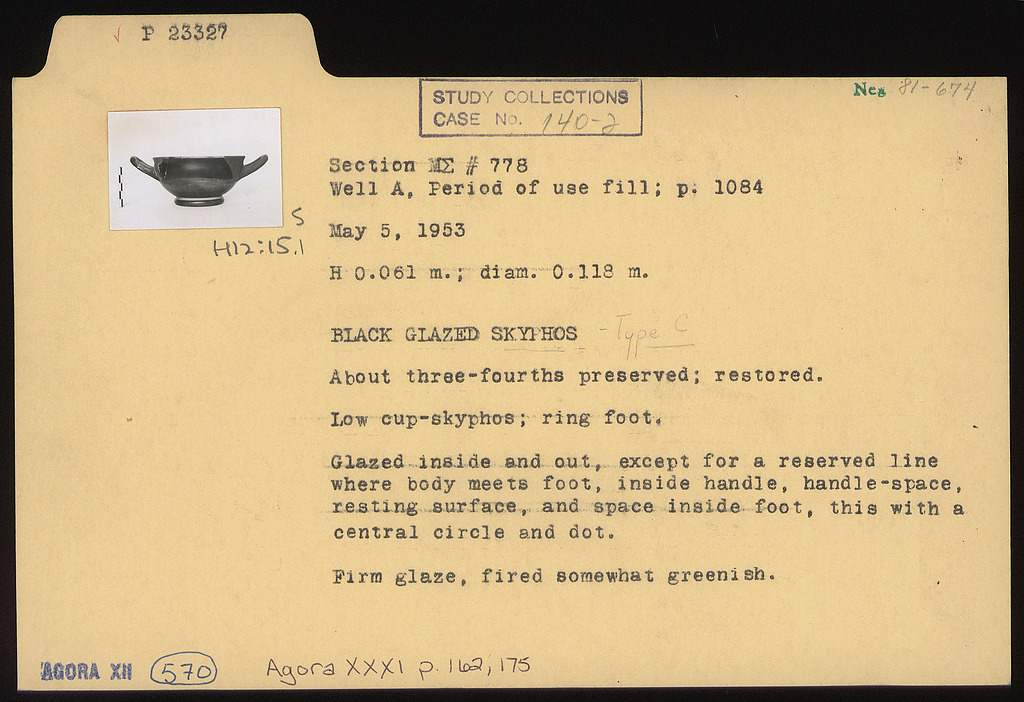 √ P 23327
Neg 81-674
STUDY COLLECTIONS
CASE No. 140-2
Section ΜΣ # 778
Well A, Period of use fill; p. 1084
S
H12:15.1
May 5, 1953
H 0.061 m.; diam. 0.118 m.
BLACK GLAZED SKYPHOS - Type C
About three-fourths preserved; restored.
Low cup-skyphos; ring foot.
Glazed inside and out, except for a reserved line
where body meets foot, inside handle, handle-space,
resting surface, and space inside foot, this with a
central circle and dot.
Firm glaze, fired somewhat greenish.
AGORA XII 570 Agora XXXI p. 162, 175